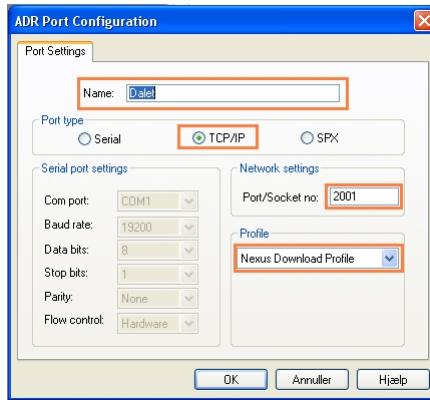 ADR Port Configuration
Port Settings
Name: Dalet
Port type
Serial TCP/IP SPX
Serial port settings
Com port: COM1
Baud rate: 19200
Data bits: 8
Stop bits: 1
Parity: None
Flow control: Hardware
Network settings
Port/Socket no: 2001
Profile
Nexus Download Profile
OK Annuller Hjælp